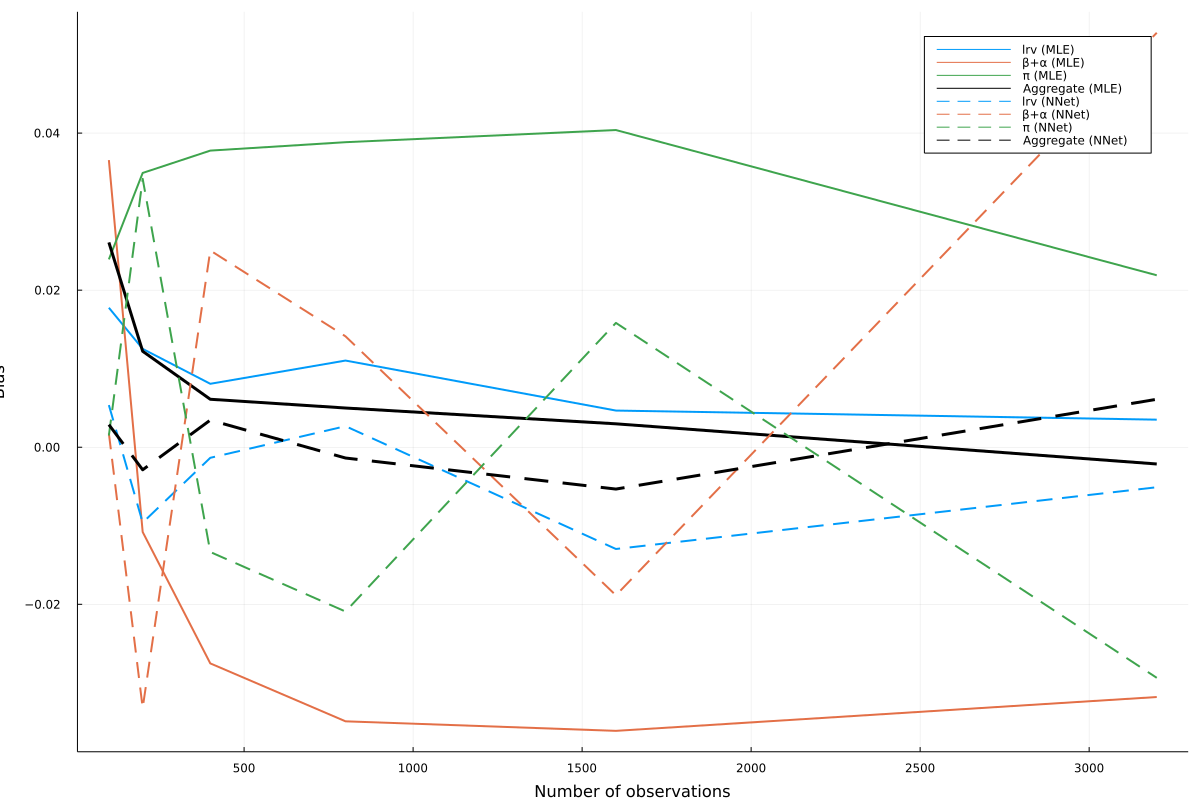 0.04
0.02
0.00
−0.02
500
1000
1500
2000
2500
3000
Number of observations
lrv (MLE)
β+α (MLE)
π (MLE)
Aggregate (MLE)
lrv (NNet)
β+α (NNet)
π (NNet)
Aggregate (NNet)